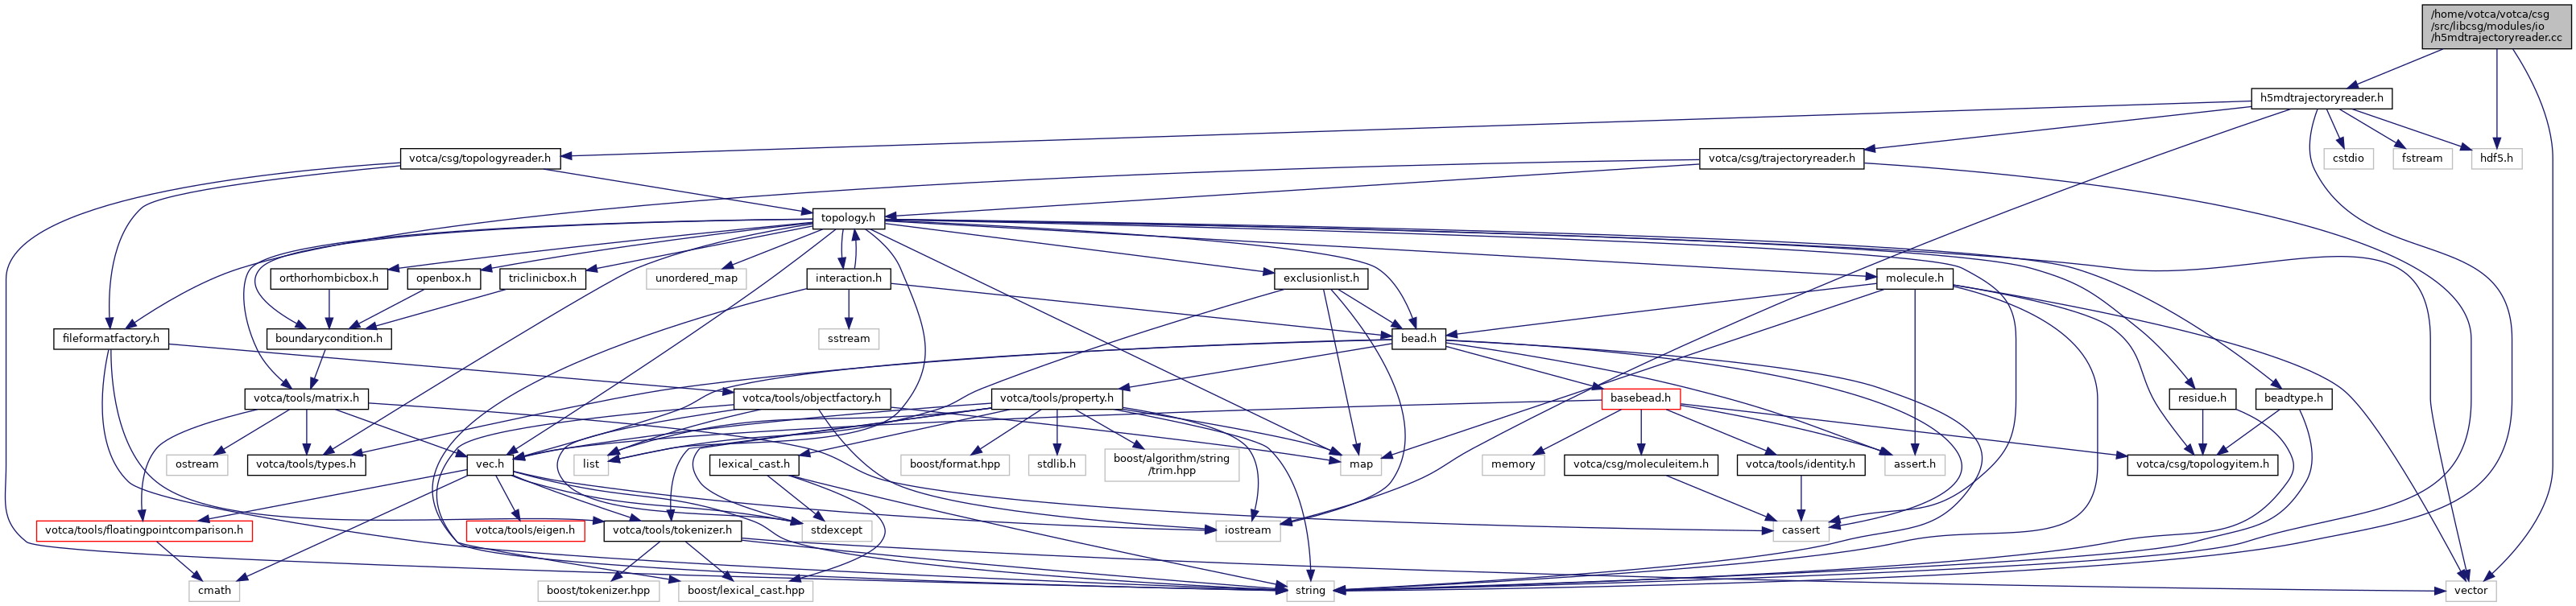 /home/votca/votca/csg
/src/libcsg/modules/io
/h5mdtrajectoryreader.cc
h5mdtrajectoryreader.h
votca/csg/topologyreader.h
votca/csg/trajectoryreader.h
cstdio
fstream
hdf5.h
topology.h
orthorhombicbox.h
openbox.h
triclinicbox.h
unordered_map
interaction.h
exclusionlist.h
molecule.h
fileformatfactory.h
boundarycondition.h
sstream
bead.h
votca/tools/matrix.h
votca/tools/objectfactory.h
votca/tools/property.h
basebead.h
residue.h
beadtype.h
ostream
votca/tools/types.h
vec.h
list
lexical_cast.h
boost/format.hpp
stdlib.h
boost/algorithm/string
/trim.hpp
map
memory
votca/csg/moleculeitem.h
votca/tools/identity.h
assert.h
votca/csg/topologyitem.h
votca/tools/floatingpointcomparison.h
votca/tools/eigen.h
votca/tools/tokenizer.h
stdexcept
iostream
cassert
cmath
boost/tokenizer.hpp
boost/lexical_cast.hpp
string
vector